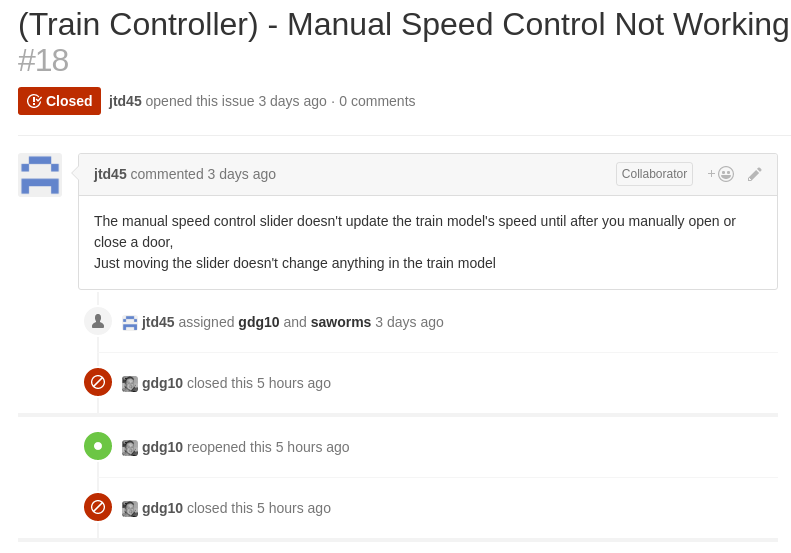 (Train Controller) - Manual Speed Control Not Working
#18
Closed jtd45 opened this issue 3 days ago · 0 comments
jtd45 commented 3 days ago Collaborator +
The manual speed control slider doesn't update the train model's speed until after you manually open or
close a door,
Just moving the slider doesn't change anything in the train model
jtd45 assigned gdg10 and saworms 3 days ago
gdg10 closed this 5 hours ago
gdg10 reopened this 5 hours ago
gdg10 closed this 5 hours ago